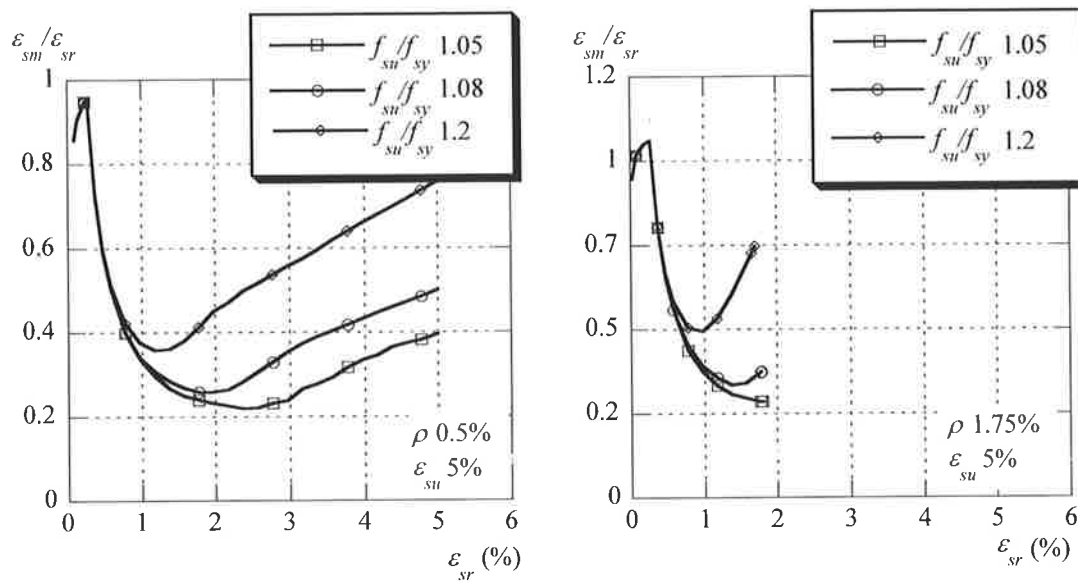 ε_sm/ε_sr
f_su/f_sy 1.05
f_su/f_sy 1.08
f_su/f_sy 1.2
1
0.8
0.6
0.4
0.2
0
ρ 0.5%
ε_su 5%
0 1 2 3 4 5 6
ε_sr (%)
ε_sm/ε_sr
f_su/f_sy 1.05
f_su/f_sy 1.08
f_su/f_sy 1.2
1.2
1
0.7
0.5
0.2
0
ρ 1.75%
ε_su 5%
0 1 2 3 4 5 6
ε_sr (%)